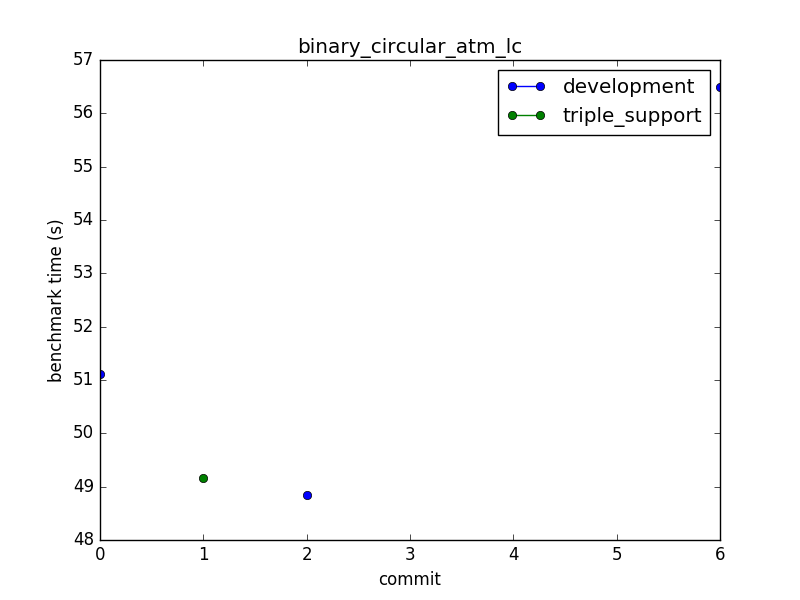 binary_circular_atm_lc
57
56
55
54
53
52
51
50
49
48
benchmark time (s)
development
triple_support
0 1 2 3 4 5 6
commit